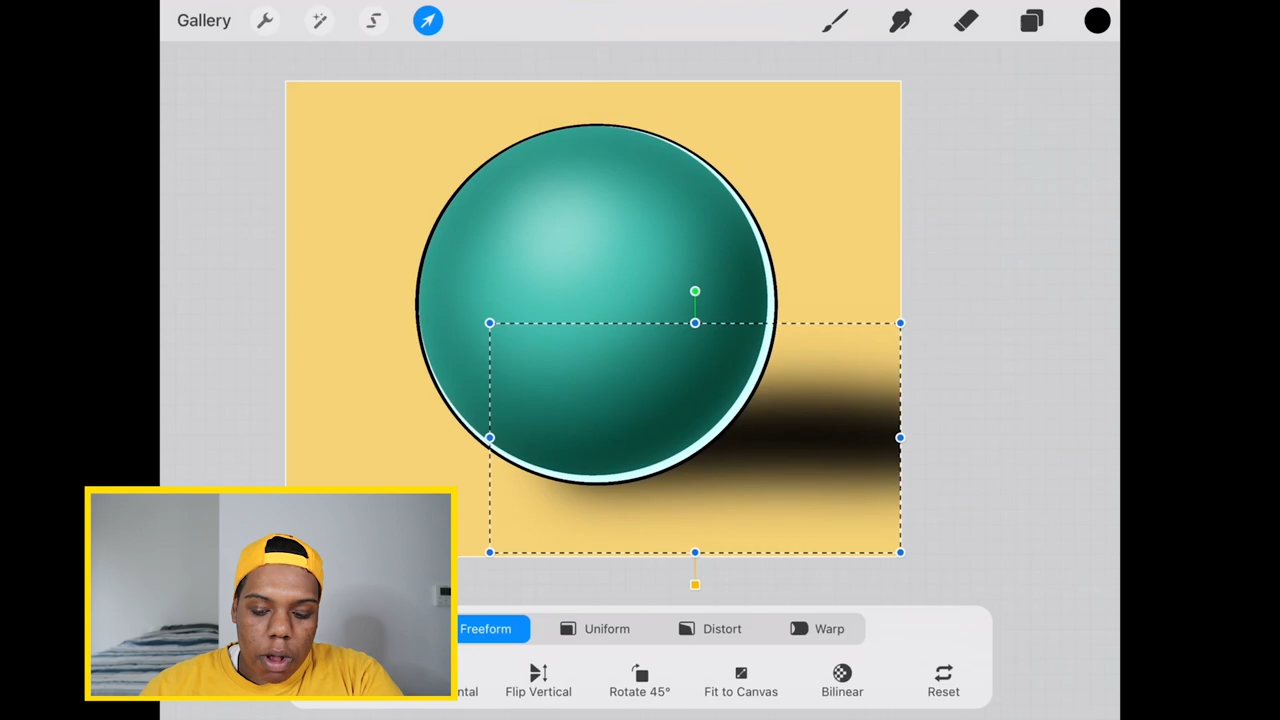 Gallery
Freeform Uniform Distort Warp
ntal Flip Vertical Rotate 45° Fit to Canvas Bilinear Reset